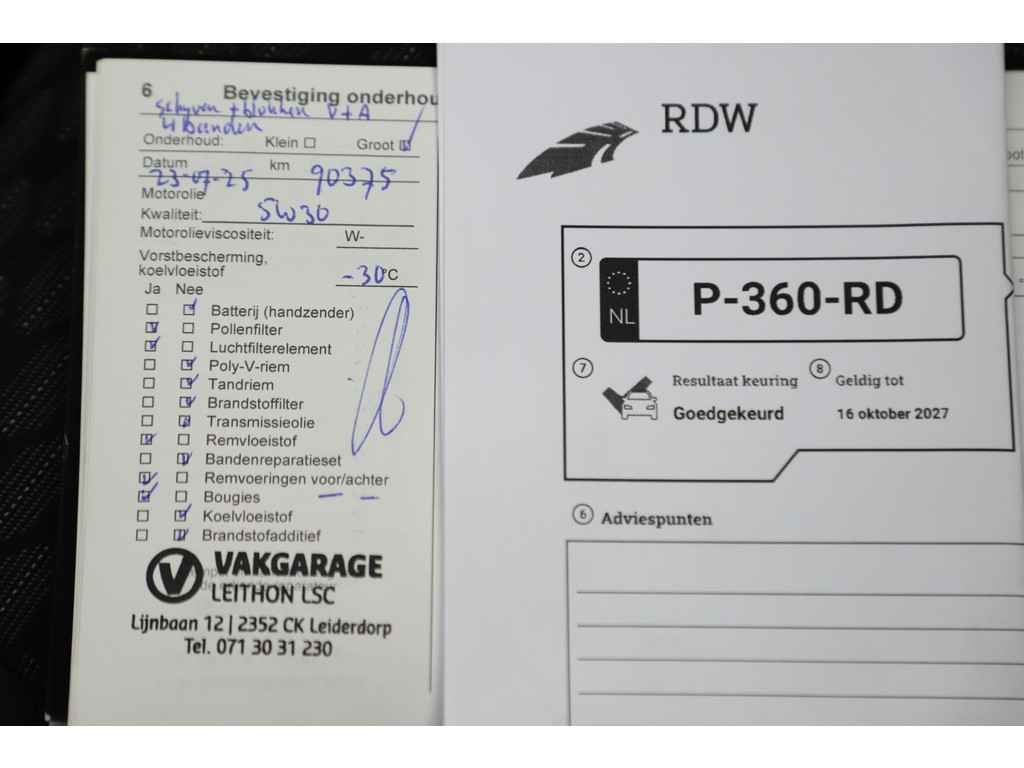 6 Bevestiging onderhou
schyven + blokken V+A
4 Banden
Onderhoud: Klein Groot
Datum km
23-07-25 90375
Motorolie
Kwaliteit: 5W30
Motorolieviscositeit: W-
Vorstbescherming,
koelvloeistof -30°C
Ja Nee
Batterij (handzender)
Pollenfilter
Luchtfilterelement
Poly-V-riem
Tandriem
Brandstoffilter
Transmissieolie
Remvloeistof
Bandenreparatieset
Remvoeringen voor/achter
Bougies
Koelvloeistof
Brandstofadditief
V VAKGARAGE
LEITHON LSC
Lijnbaan 12 | 2352 CK Leiderdorp
Tel. 071 30 31 230
RDW
2
NL P-360-RD
7 Resultaat keuring 8 Geldig tot
Goedgekeurd 16 oktober 2027
6 Adviespunten